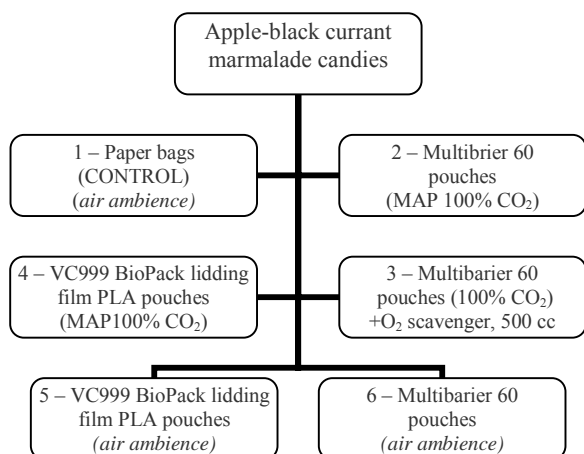 Apple-black currant
marmalade candies
1 – Paper bags
(CONTROL)
(air ambience)
2 – Multibrier 60
pouches
(MAP 100% CO₂)
4 – VC999 BioPack lidding
film PLA pouches
(MAP100% CO₂)
3 – Multibarier 60
pouches (100% CO₂)
+O₂ scavenger, 500 cc
5 – VC999 BioPack lidding
film PLA pouches
(air ambience)
6 – Multibarier 60
pouches
(air ambience)